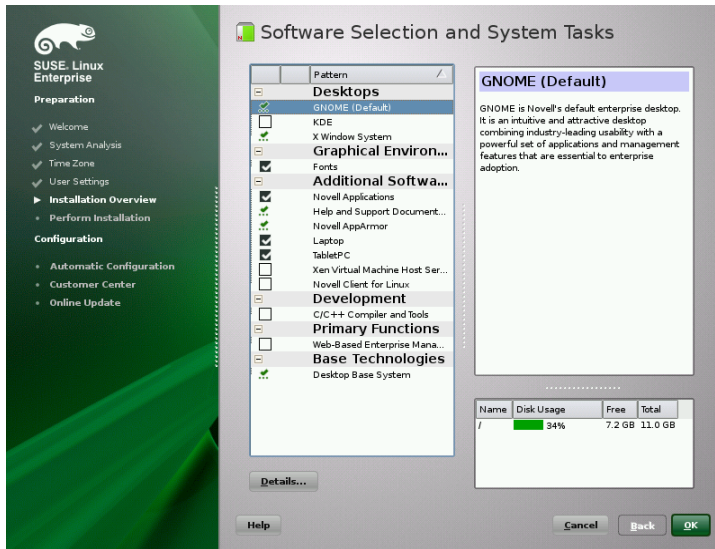 SUSE. Linux
Enterprise
Preparation
Welcome
System Analysis
Time Zone
User Settings
Installation Overview
Perform Installation
Configuration
Automatic Configuration
Customer Center
Online Update
N
Software Selection and System Tasks
Pattern
Desktops
GNOME (Default)
KDE
X Window System
Graphical Environ...
Fonts
Additional Softwa...
Novell Applications
Help and Support Document...
Novell AppArmor
Laptop
TabletPC
Xen Virtual Machine Host Ser...
Novell Client for Linux
Development
C/C++ Compiler and Tools
Primary Functions
Web-Based Enterprise Mana...
Base Technologies
Desktop Base System
Details...
GNOME (Default)
GNOME is Novell's default enterprise desktop.
It is an intuitive and attractive desktop
combining industry-leading usability with a
powerful set of applications and management
features that are essential to enterprise
adoption.
Name Disk Usage Free Total
/ 34% 7.2 GB 11.0 GB
Help Cancel Back OK